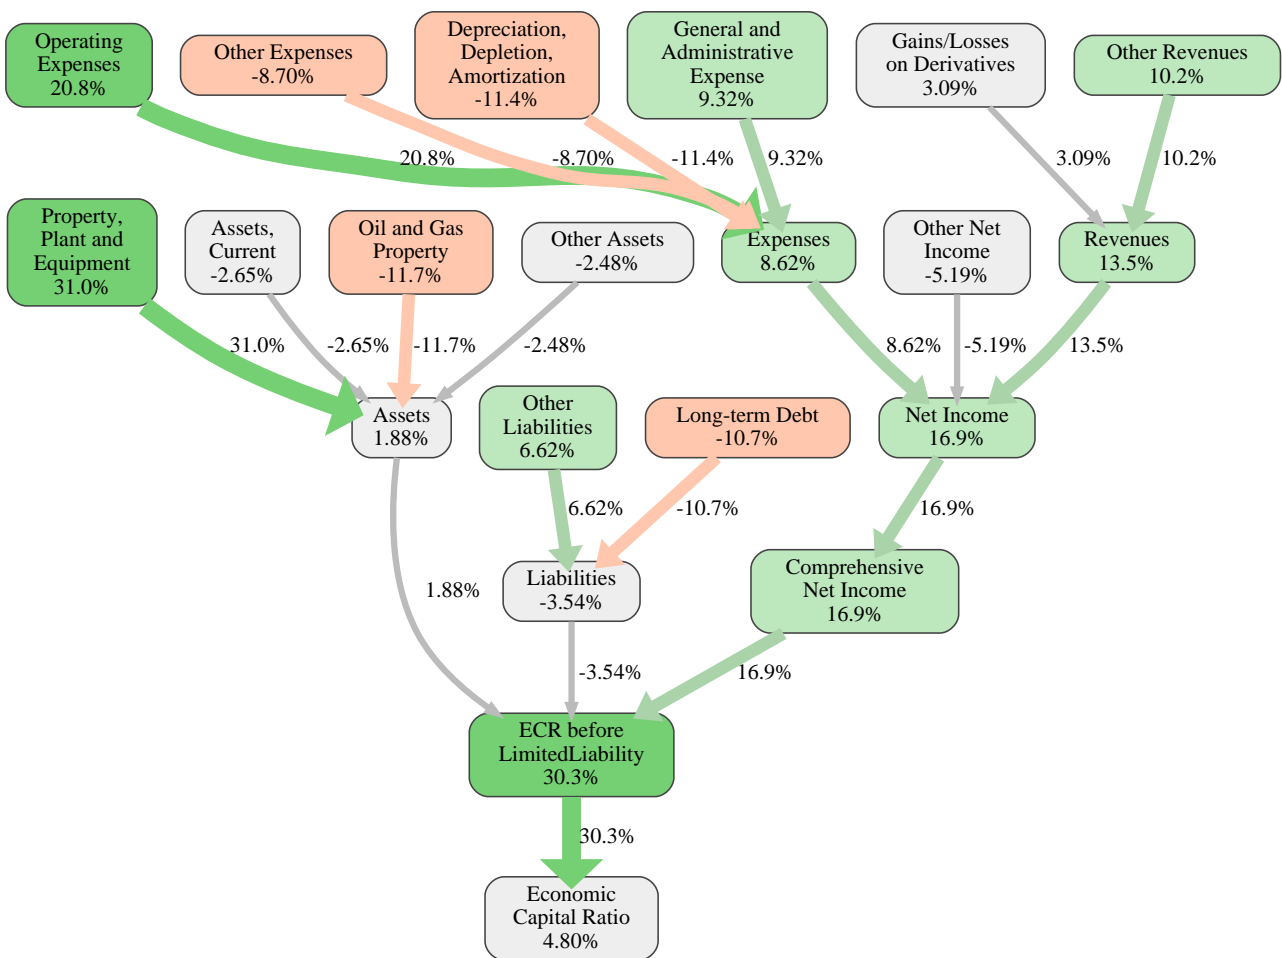 Operating
Expenses
20.8%
Other Expenses
-8.70%
Depreciation,
Depletion,
Amortization
-11.4%
General and
Administrative
Expense
9.32%
Gains/Losses
on Derivatives
3.09%
Other Revenues
10.2%
20.8%
-8.70%
-11.4%
9.32%
3.09%
10.2%
Property,
Plant and
Equipment
31.0%
Assets,
Current
-2.65%
Oil and Gas
Property
-11.7%
Other Assets
-2.48%
Expenses
8.62%
Other Net
Income
-5.19%
Revenues
13.5%
31.0%
-2.65%
-11.7%
-2.48%
8.62%
-5.19%
13.5%
Assets
1.88%
Other
Liabilities
6.62%
Long-term Debt
-10.7%
Net Income
16.9%
6.62%
-10.7%
16.9%
1.88%
Liabilities
-3.54%
Comprehensive
Net Income
16.9%
-3.54%
16.9%
ECR before
LimitedLiability
30.3%
30.3%
Economic
Capital Ratio
4.80%